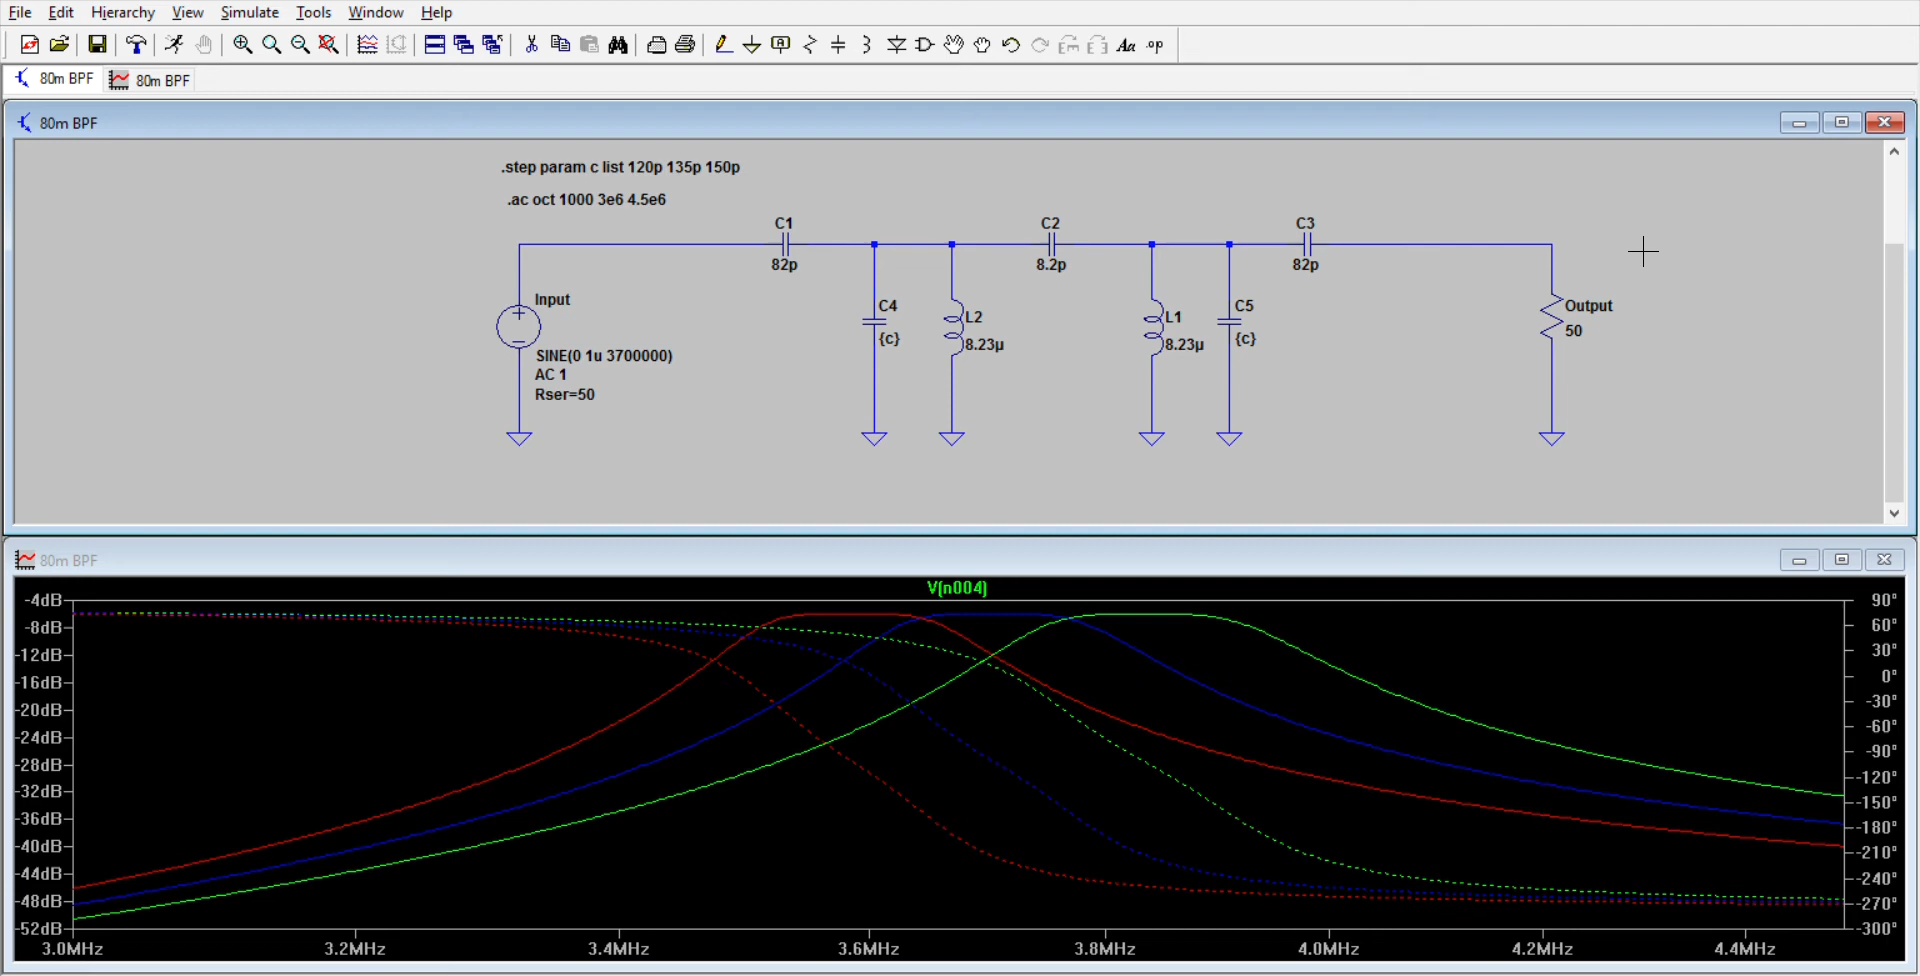 File Edit Hierarchy View Simulate Tools Window Help
Aa .op
80m BPF 80m BPF
80m BPF
.step param c list 120p 135p 150p
.ac oct 1000 3e6 4.5e6
C1 C2 C3
82p 8.2p 82p
Input
C4 C5 Output
L2 L1
50
{c} {c}
8.23µ 8.23µ
SINE(0 1u 3700000)
AC 1
Rser=50
80m BPF
V(n004)
-4dB 90°
-8dB 60°
-12dB 30°
-16dB 0°
-20dB -30°
-24dB -60°
-28dB -90°
-32dB -120°
-36dB -150°
-40dB -180°
-44dB -210°
-48dB -240°
-52dB -270°
-300°
3.0MHz 3.2MHz 3.4MHz 3.6MHz 3.8MHz 4.0MHz 4.2MHz 4.4MHz